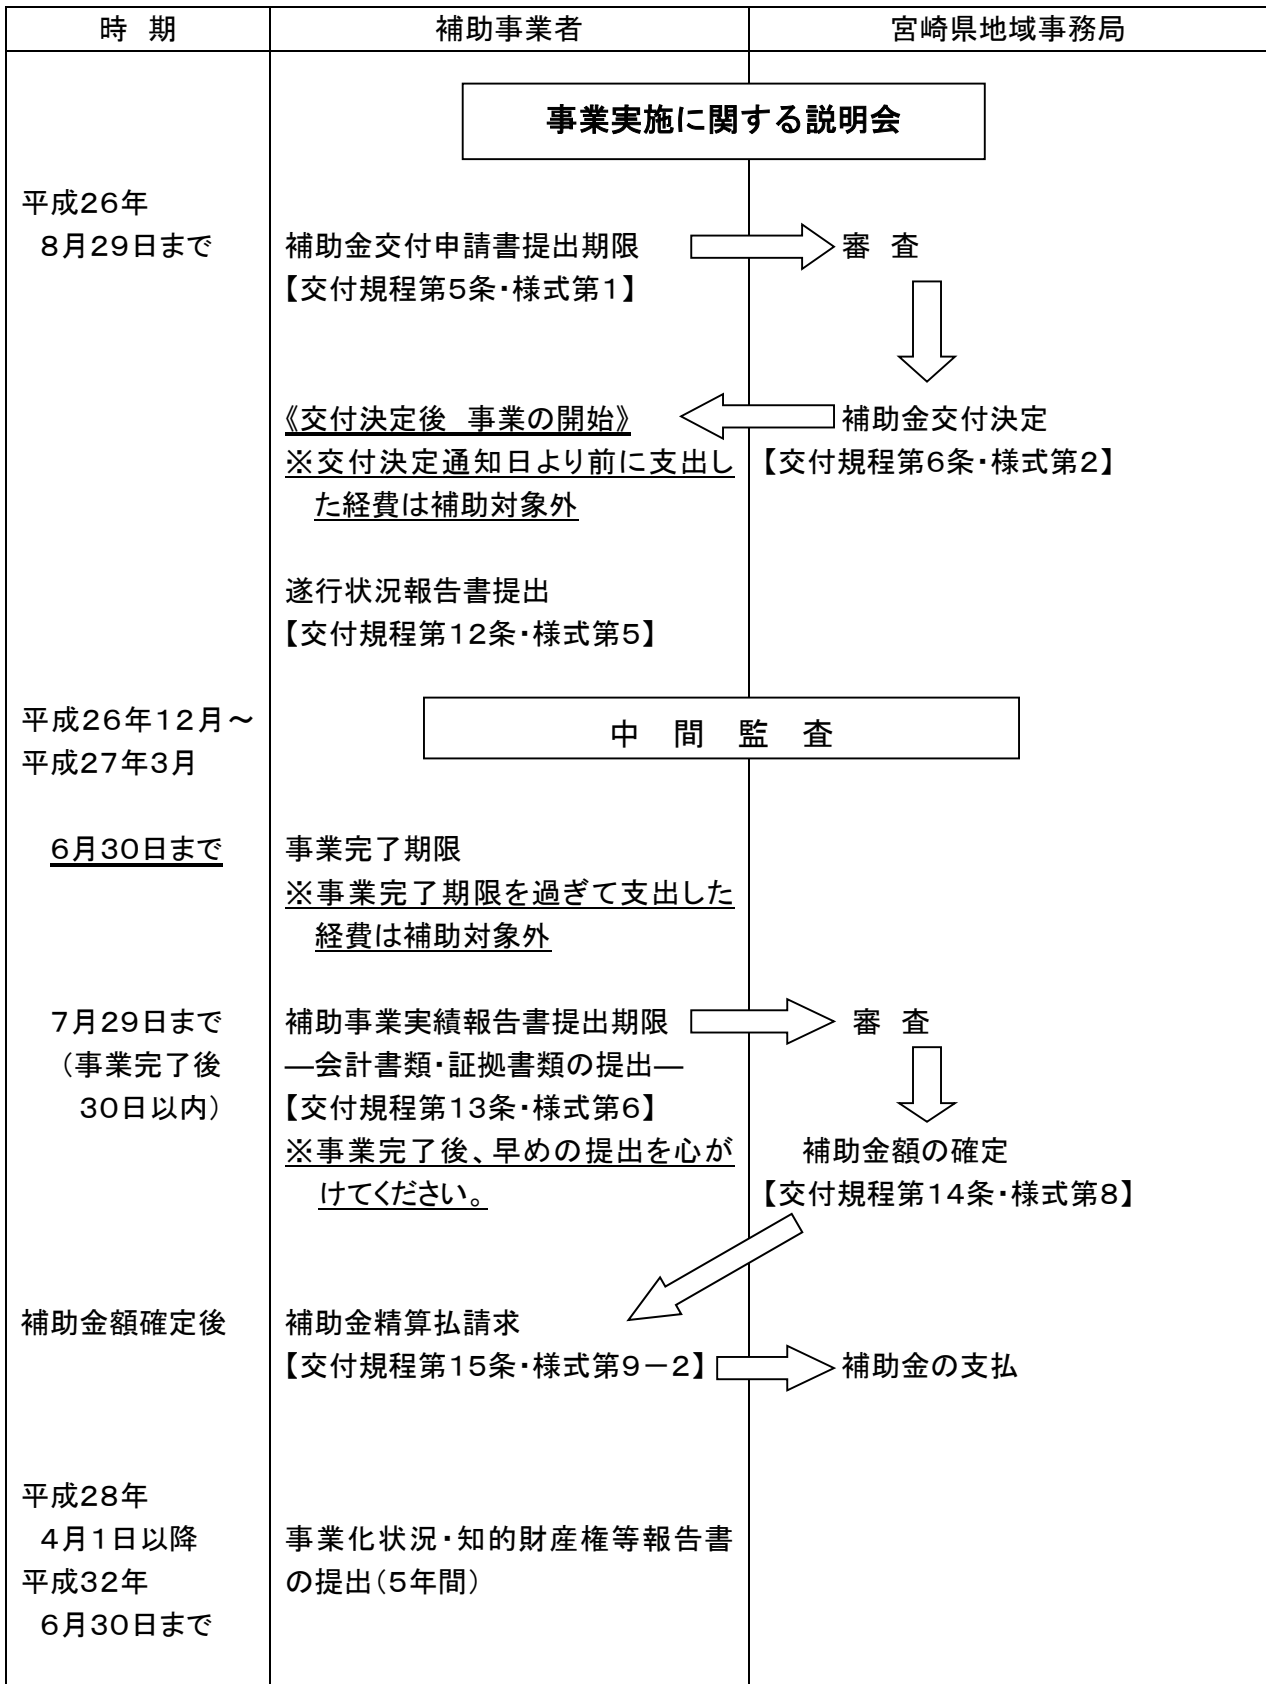 時　期
補助事業者
宮崎県地域事務局
事業実施に関する説明会
平成２６年
８月２９日まで
補助金交付申請書提出期限
審　査
【交付規程第５条・様式第１】
《交付決定後　事業の開始》
補助金交付決定
※交付決定通知日より前に支出し
【交付規程第６条・様式第２】
た経費は補助対象外
遂行状況報告書提出
【交付規程第１２条・様式第５】
平成２６年１２月～
平成２７年３月
中　間　監　査
６月３０日まで
事業完了期限
※事業完了期限を過ぎて支出した
経費は補助対象外
７月２９日まで
補助事業実績報告書提出期限
審　査
（事業完了後
―会計書類・証拠書類の提出―
３０日以内）
【交付規程第１３条・様式第６】
※事業完了後、早めの提出を心が
補助金額の確定
けてください。
【交付規程第１４条・様式第８】
補助金額確定後
補助金精算払請求
【交付規程第１５条・様式第９－２】
補助金の支払
平成２８年
４月１日以降
事業化状況・知的財産権等報告書
平成３２年
の提出（５年間）
６月３０日まで